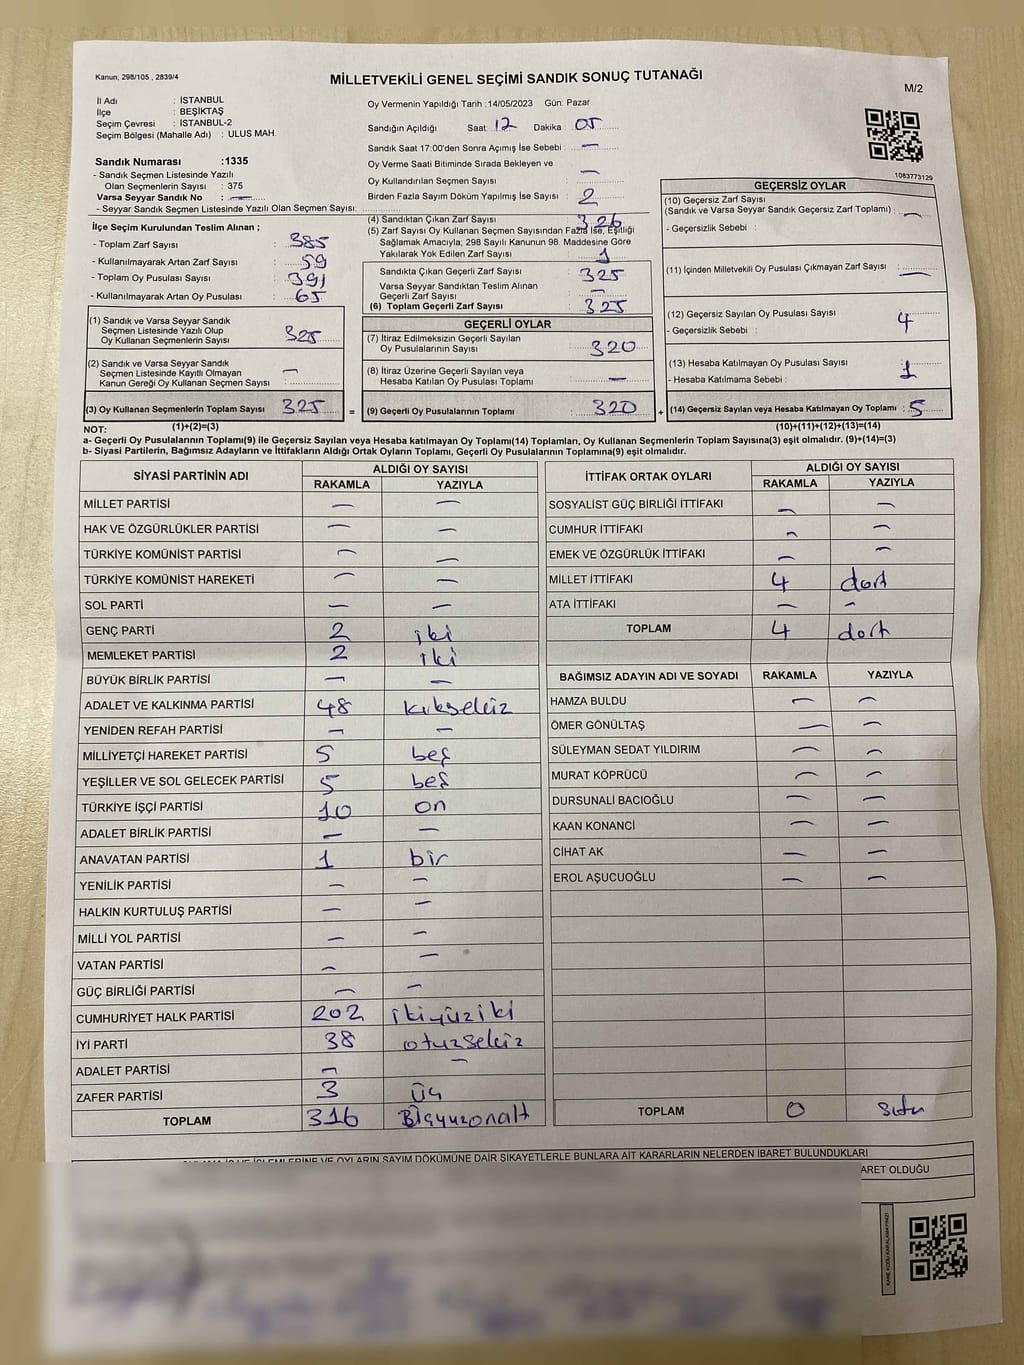 Kanun; 298/105 , 2839/4
MİLLETVEKİLİ GENEL SEÇİMİ SANDIK SONUÇ TUTANAĞI
M/2
İl Adı : İSTANBUL
İlçe : BEŞİKTAŞ
Seçim Çevresi : İSTANBUL-2
Seçim Bölgesi (Mahalle Adı) : ULUS MAH.
Sandık Numarası :1335
- Sandık Seçmen Listesinde Yazılı
Olan Seçmenlerin Sayısı : 375
Varsa Seyyar Sandık No : —
- Seyyar Sandık Seçmen Listesinde Yazılı Olan Seçmen Sayısı:
Oy Vermenin Yapıldığı Tarih :14/05/2023 Gün: Pazar
Sandığın Açıldığı Saat: 12 Dakika : 05
Sandık Saat 17:00'den Sonra Açımış İse Sebebi : —
Oy Verme Saati Bitiminde Sırada Bekleyen ve —
Oy Kullandırılan Seçmen Sayısı :
Birden Fazla Sayım Döküm Yapılmış İse Sayısı : 2
1083773129
İlçe Seçim Kurulundan Teslim Alınan ;
- Toplam Zarf Sayısı : 385
- Kullanılmayarak Artan Zarf Sayısı : 59
- Toplam Oy Pusulası Sayısı : 391
- Kullanılmayarak Artan Oy Pusulası : 65
(4) Sandıktan Çıkan Zarf Sayısı : 326
(5) Zarf Sayısı Oy Kullanan Seçmen Sayısından Fazla İse, Eşitliği
Sağlamak Amacıyla; 298 Sayılı Kanunun 98. Maddesine Göre
Yakılarak Yok Edilen Zarf Sayısı : 1
Sandıkta Çıkan Geçerli Zarf Sayısı : 325
Varsa Seyyar Sandıktan Teslim Alınan
Geçerli Zarf Sayısı : —
(6) Toplam Geçerli Zarf Sayısı : 325
GEÇERSİZ OYLAR
(10) Geçersiz Zarf Sayısı
(Sandık ve Varsa Seyyar Sandık Geçersiz Zarf Toplamı) : —
- Geçersizlik Sebebi :
(11) İçinden Milletvekili Oy Pusulası Çıkmayan Zarf Sayısı : —
(12) Geçersiz Sayılan Oy Pusulası Sayısı : 4
- Geçersizlik Sebebi :
(13) Hesaba Katılmayan Oy Pusulası Sayısı : 1
- Hesaba Katılmama Sebebi :
(14) Geçersiz Sayılan veya Hesaba Katılmayan Oy Toplamı : 5
(10)+(11)+(12)+(13)=(14)
(1) Sandık ve Varsa Seyyar Sandık
Seçmen Listesinde Yazılı Olup
Oy Kullanan Seçmenlerin Sayısı : 325
(2) Sandık ve Varsa Seyyar Sandık
Seçmen Listesinde Kayıtlı Olmayan
Kanun Gereği Oy Kullanan Seçmen Sayısı : —
(3) Oy Kullanan Seçmenlerin Toplam Sayısı : 325 =
(1)+(2)=(3)
GEÇERLİ OYLAR
(7) İtiraz Edilmeksizin Geçerli Sayılan
Oy Pusulalarının Sayısı : 320
(8) İtiraz Üzerine Geçerli Sayılan veya
Hesaba Katılan Oy Pusulası Toplamı : —
(9) Geçerli Oy Pusulalarının Toplamı : 320 +
NOT:
a- Geçerli Oy Pusulalarının Toplamı(9) ile Geçersiz Sayılan veya Hesaba katılmayan Oy Toplamı(14) Toplamları, Oy Kullanan Seçmenlerin Toplam Sayısına(3) eşit olmalıdır. (9)+(14)=(3)
b- Siyasi Partilerin, Bağımsız Adayların ve İttifakların Aldığı Ortak Oyların Toplamı, Geçerli Oy Pusulalarının Toplamına(9) eşit olmalıdır.
SİYASİ PARTİNİN ADI ALDIĞI OY SAYISI
RAKAMLA YAZIYLA
MİLLET PARTİSİ — —
HAK VE ÖZGÜRLÜKLER PARTİSİ — —
TÜRKİYE KOMÜNİST PARTİSİ — —
TÜRKİYE KOMÜNİST HAREKETİ — —
SOL PARTİ — —
GENÇ PARTİ 2 iki
MEMLEKET PARTİSİ 2 iki
BÜYÜK BİRLİK PARTİSİ — —
ADALET VE KALKINMA PARTİSİ 48 kıksekiz
YENİDEN REFAH PARTİSİ — —
MİLLİYETÇİ HAREKET PARTİSİ 5 beş
YEŞİLLER VE SOL GELECEK PARTİSİ 5 beş
TÜRKİYE İŞÇİ PARTİSİ 10 on
ADALET BİRLİK PARTİSİ — —
ANAVATAN PARTİSİ 1 bir
YENİLİK PARTİSİ — —
HALKIN KURTULUŞ PARTİSİ — —
MİLLİ YOL PARTİSİ — —
VATAN PARTİSİ — —
GÜÇ BİRLİĞİ PARTİSİ — —
CUMHURİYET HALK PARTİSİ 202 ikiyüziki
İYİ PARTİ 38 otuzsekiz
ADALET PARTİSİ — —
ZAFER PARTİSİ 3 üç
TOPLAM 316
İTTİFAK ORTAK OYLARI ALDIĞI OY SAYISI
RAKAMLA YAZIYLA
SOSYALİST GÜÇ BİRLİĞİ İTTİFAKI — —
CUMHUR İTTİFAKI — —
EMEK VE ÖZGÜRLÜK İTTİFAKI — —
MİLLET İTTİFAKI 4 dört
ATA İTTİFAKI — —
TOPLAM 4 dört
BAĞIMSIZ ADAYIN ADI VE SOYADI RAKAMLA YAZIYLA
HAMZA BULDU — —
ÖMER GÖNÜLTAŞ — —
SÜLEYMAN SEDAT YILDIRIM — —
MURAT KÖPRÜCÜ — —
DURSUNALİ BACIOĞLU — —
KAAN KONANCİ — —
CİHAT AK — —
EROL AŞUCUOĞLU — —
TOPLAM 0 sıfır
İŞLEMLERİNE VE OYLARIN SAYIM DÖKÜMÜNE DAİR ŞİKAYETLERLE BUNLARA AİT KARARLARIN NELERDEN İBARET BULUNDUKLARI
ARET OLDUĞU